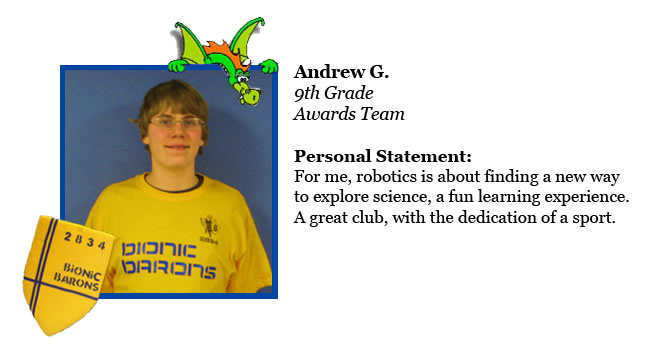 Andrew G.
9th Grade
Awards Team
Personal Statement:
For me, robotics is about finding a new way
to explore science, a fun learning experience.
A great club, with the dedication of a sport.
BIONIC
BARONS
2834
2834
BiONiC
BARONS